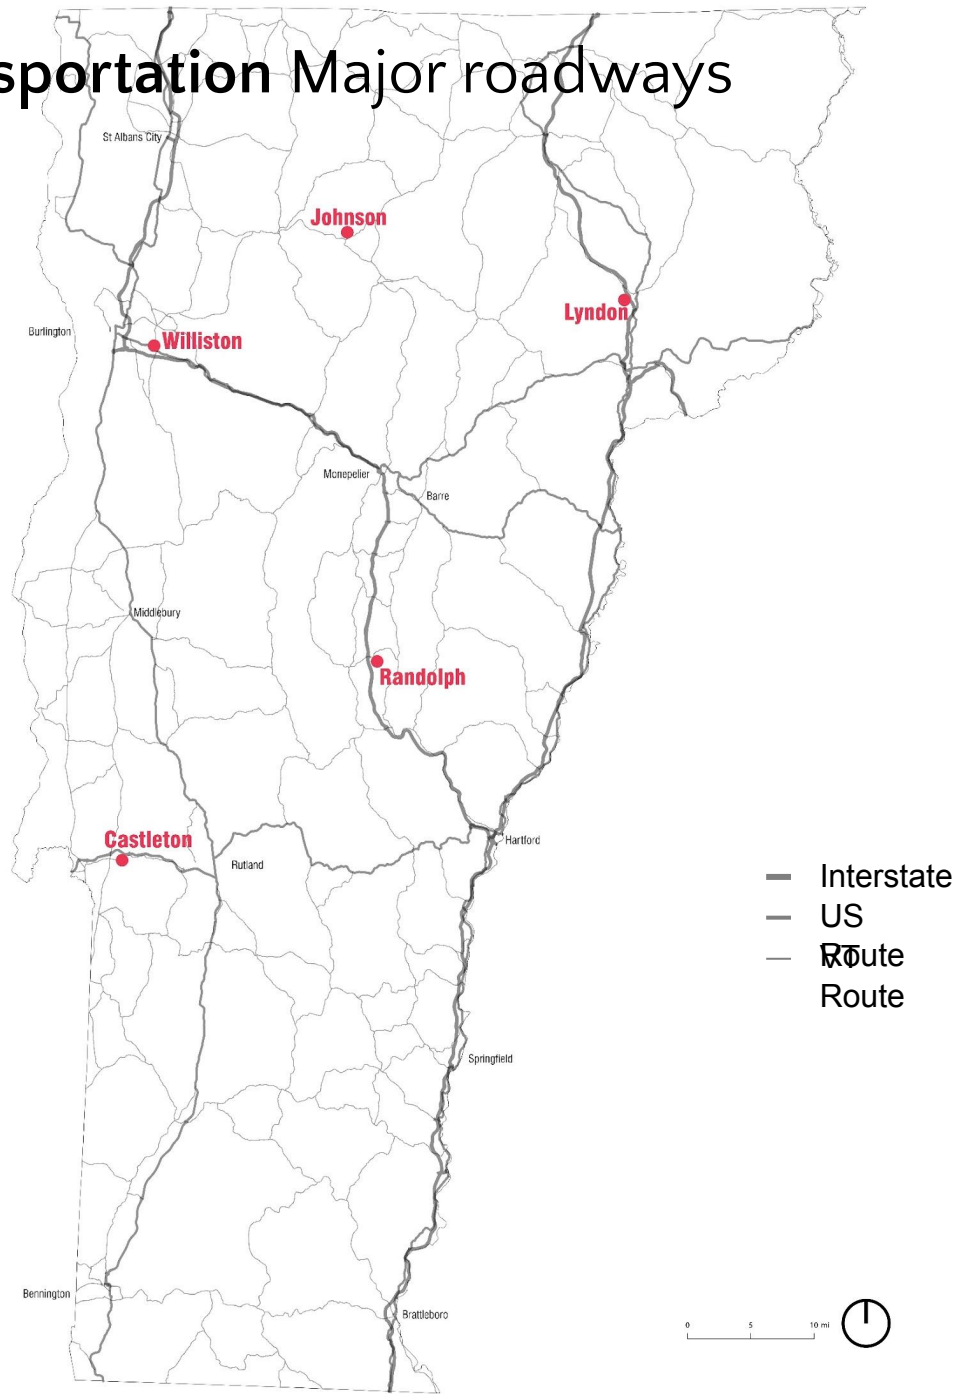 sportation Major roadways
St Albans City
Johnson
Lyndon
Burlington
Williston
Monepelier
Barre
Middlebury
Randolph
Castleton
Hartford
Rutland
Interstate
US
Route
VT
Route
Springfield
Bennington
Brattleboro
0 5 10 mi